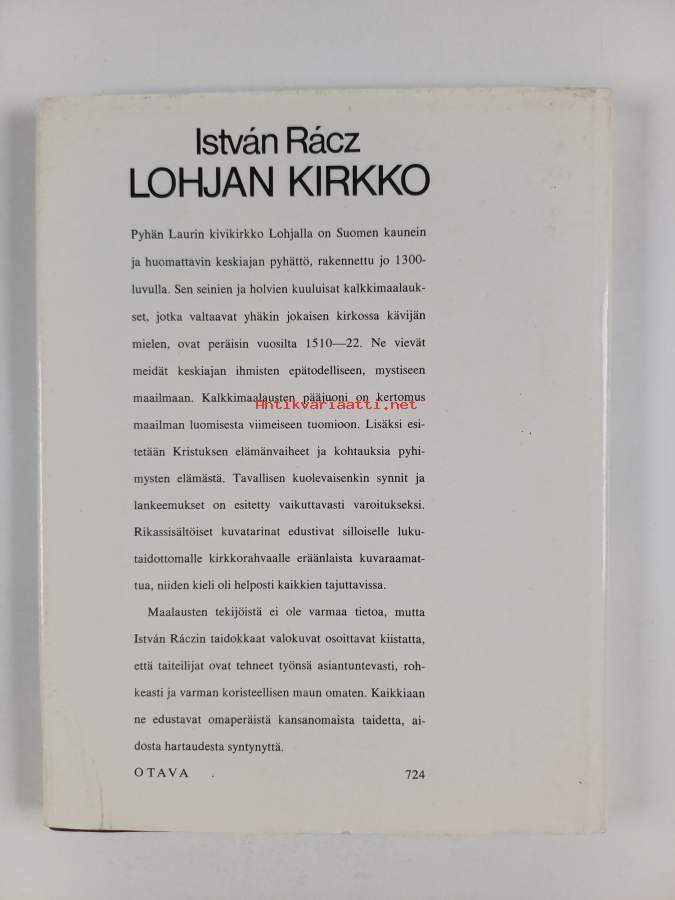 István Rácz
LOHJAN KIRKKO
Pyhän Laurin kivikirkko Lohjalla on Suomen kaunein
ja huomattavin keskiajan pyhättö, rakennettu jo 1300-
luvulla. Sen seinien ja holvien kuuluisat kalkkimaalauk-
set, jotka valtaavat yhäkin jokaisen kirkossa kävijän
mielen, ovat peräisin vuosilta 1510—22. Ne vievät
meidät keskiajan ihmisten epätodelliseen, mystiseen
maailmaan. Kalkkimaalausten pääjuoni on kertomus
Antikvariaatti.net
maailman luomisesta viimeiseen tuomioon. Lisäksi esi-
tetään Kristuksen elämänvaiheet ja kohtauksia pyhi-
mysten elämästä. Tavallisen kuolevaisenkin synnit ja
lankeemukset on esitetty vaikuttavasti varoitukseksi.
Rikassisältöiset kuvatarinat edustivat silloiselle luku-
taidottomalle kirkkorahvaalle eräänlaista kuvaraamat-
tua, niiden kieli oli helposti kaikkien tajuttavissa.
Maalausten tekijöistä ei ole varmaa tietoa, mutta
István Ráczin taidokkaat valokuvat osoittavat kiistatta,
että taiteilijat ovat tehneet työnsä asiantuntevasti, roh-
keasti ja varman koristeellisen maun omaten. Kaikkiaan
ne edustavat omaperäistä kansanomaista taidetta, ai-
dosta hartaudesta syntynyttä.
OTAVA . 724